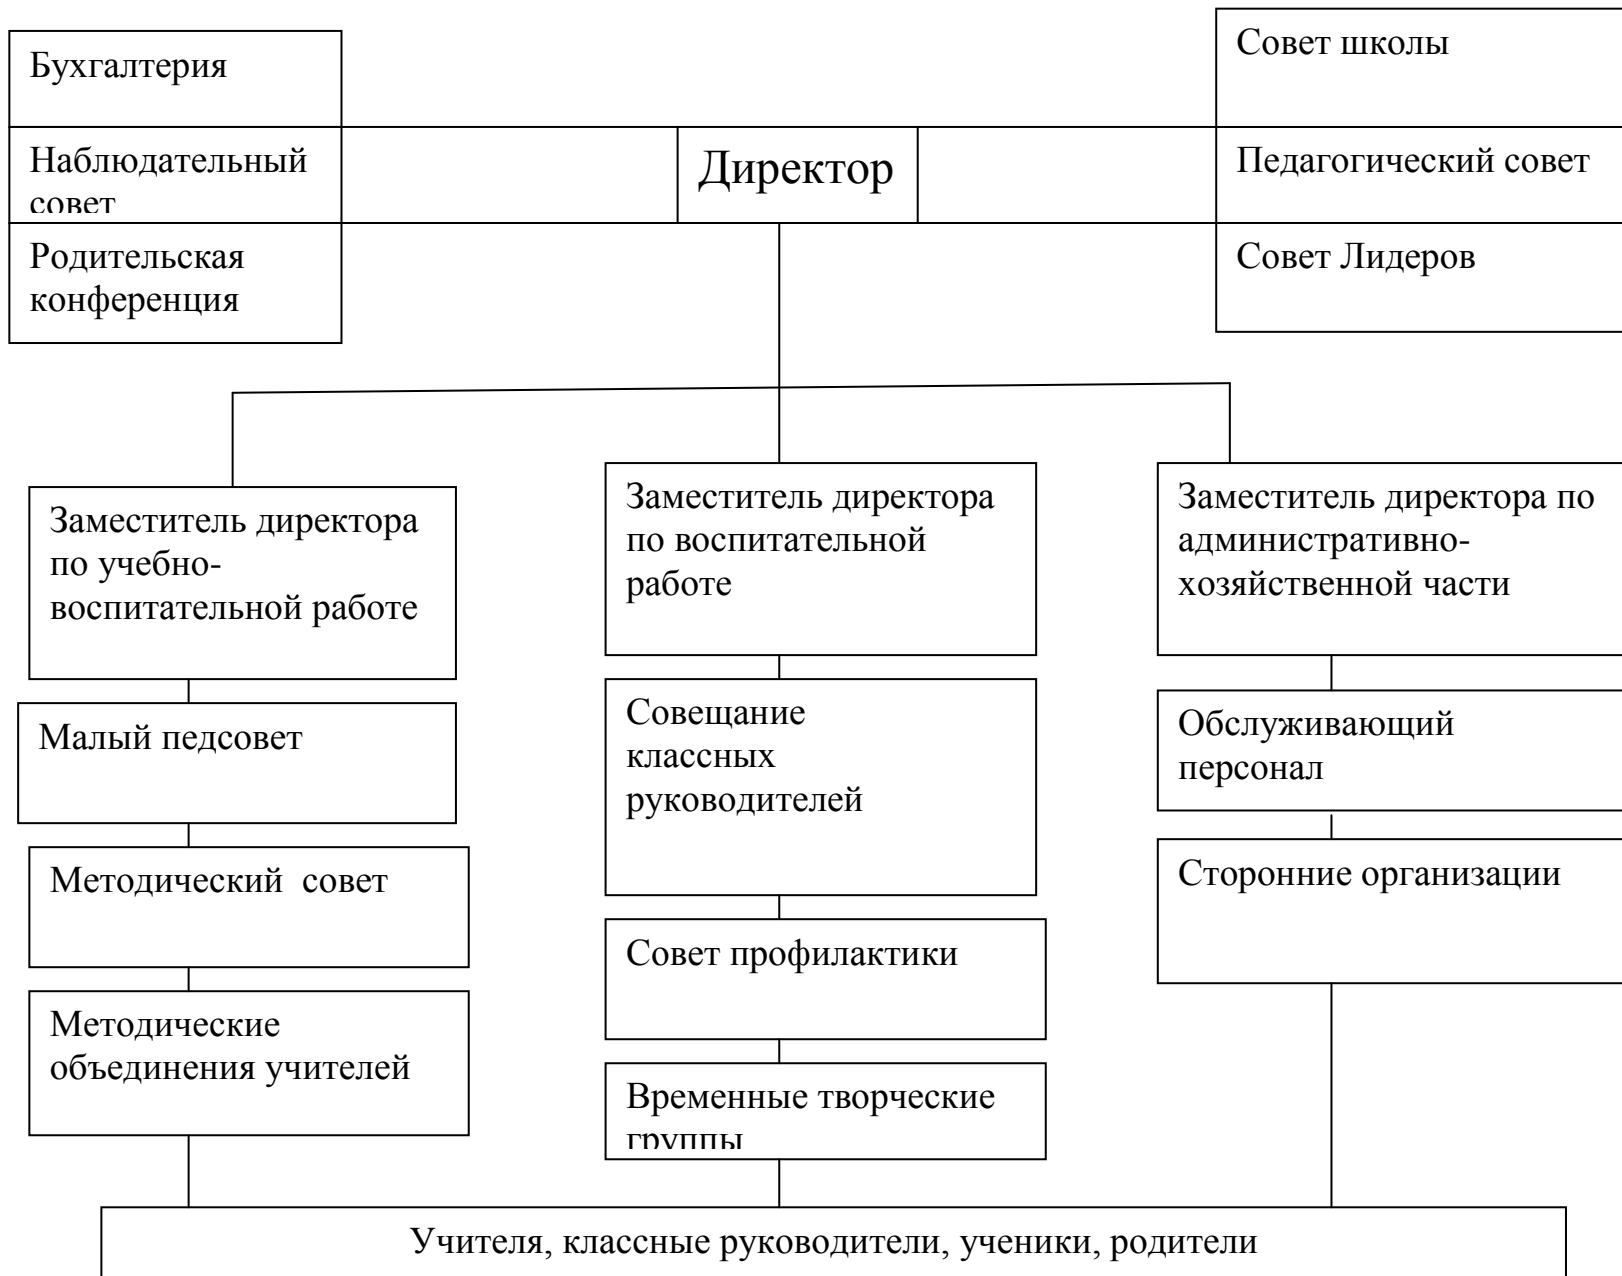 Бухгалтерия
Совет школы
Наблюдательный
совет
Директор
Педагогический совет
Родительская
конференция
Совет Лидеров
Заместитель директора
по учебно-
воспитательной работе
Заместитель директора
по воспитательной
работе
Заместитель директора по
административно-
хозяйственной части
Малый педсовет
Совещание
классных
руководителей
Обслуживающий
персонал
Методический  совет
Совет профилактики
Сторонние организации
Методические
объединения учителей
Временные творческие
группы
Учителя, классные руководители, ученики, родители